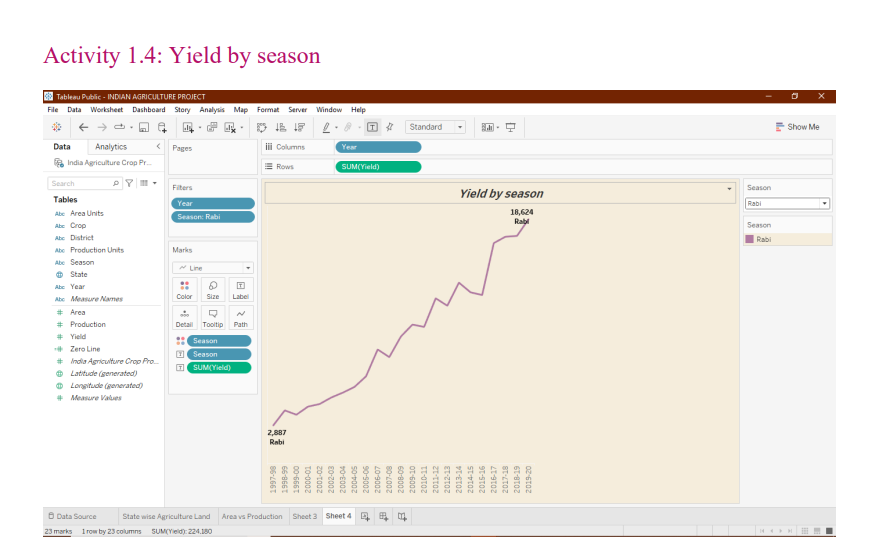 Activity 1.4: Yield by season
Tableau Public - INDIAN AGRICULTURE PROJECT
File Data Worksheet Dashboard Story Analysis Map Format Server Window Help
Standard
Show Me
Data Analytics
India Agriculture Crop Pr...
Search
Tables
Abc Area Units
Abc Crop
Abc District
Abc Production Units
Abc Season
State
Abc Year
Abc Measure Names
# Area
# Production
# Yield
=# Zero Line
# India Agriculture Crop Pro...
Latitude (generated)
Longitude (generated)
# Measure Values
Pages
Filters
Year
Season: Rabi
Marks
Line
Color Size Label
Detail Tooltip Path
Season
Season
SUM(Yield)
Columns Year
Rows SUM(Yield)
Yield by season
18,624
Rabi
2,887
Rabi
1997-98
1998-99
1999-00
2000-01
2001-02
2002-03
2003-04
2004-05
2005-06
2006-07
2007-08
2008-09
2009-10
2010-11
2011-12
2012-13
2013-14
2014-15
2015-16
2016-17
2017-18
2018-19
2019-20
Season
Rabi
Season
Rabi
Data Source State wise Agriculture Land Area vs Production Sheet 3 Sheet 4
23 marks 1 row by 23 columns SUM(Yield): 224,180